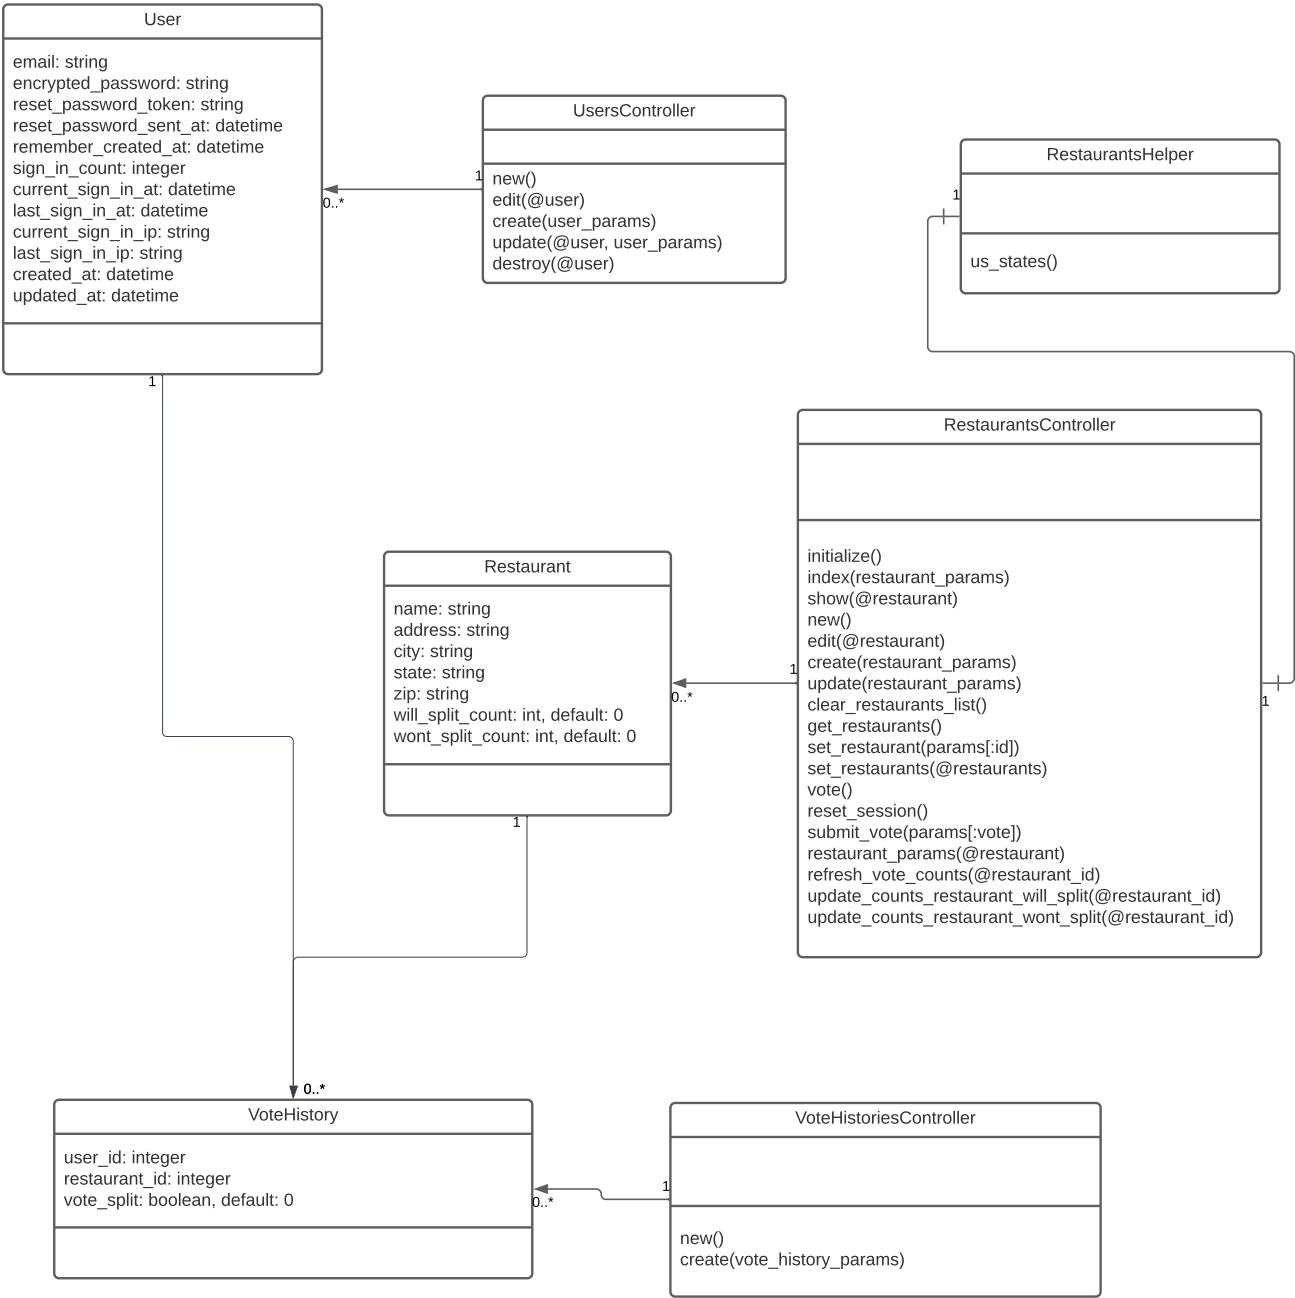 User
email: string
encrypted_password: string
reset_password_token: string
reset_password_sent_at: datetime
remember_created_at: datetime
sign_in_count: integer
current_sign_in_at: datetime
last_sign_in_at: datetime
current_sign_in_ip: string
last_sign_in_ip: string
created_at: datetime
updated_at: datetime
1
0..*
1
UsersController
new()
edit(@user)
create(user_params)
update(@user, user_params)
destroy(@user)
RestaurantsHelper
1
us_states()
RestaurantsController
initialize()
index(restaurant_params)
show(@restaurant)
new()
edit(@restaurant)
create(restaurant_params)
update(restaurant_params)
clear_restaurants_list()
get_restaurants()
set_restaurant(params[:id])
set_restaurants(@restaurants)
vote()
reset_session()
submit_vote(params[:vote])
restaurant_params(@restaurant)
refresh_vote_counts(@restaurant_id)
update_counts_restaurant_will_split(@restaurant_id)
update_counts_restaurant_wont_split(@restaurant_id)
1
1
0..*
Restaurant
name: string
address: string
city: string
state: string
zip: string
will_split_count: int, default: 0
wont_split_count: int, default: 0
1
0..*
VoteHistory
user_id: integer
restaurant_id: integer
vote_split: boolean, default: 0
0..*
1
VoteHistoriesController
new()
create(vote_history_params)